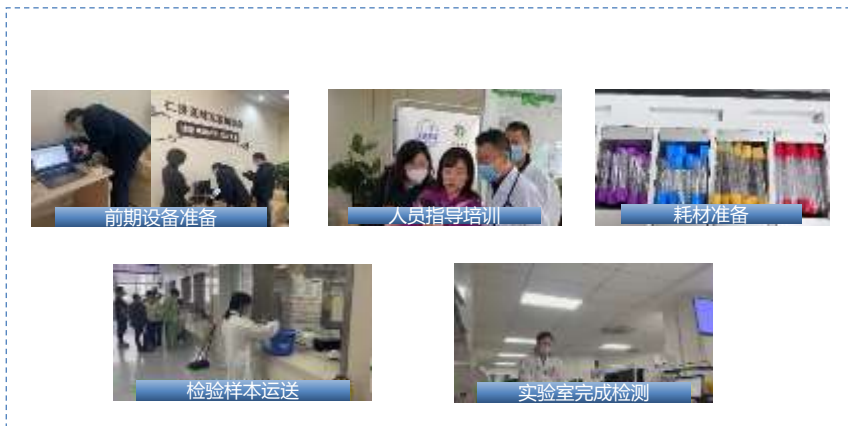 前期设备准备
人员指导培训
耗材准备
检验样本运送
实验室完成检测